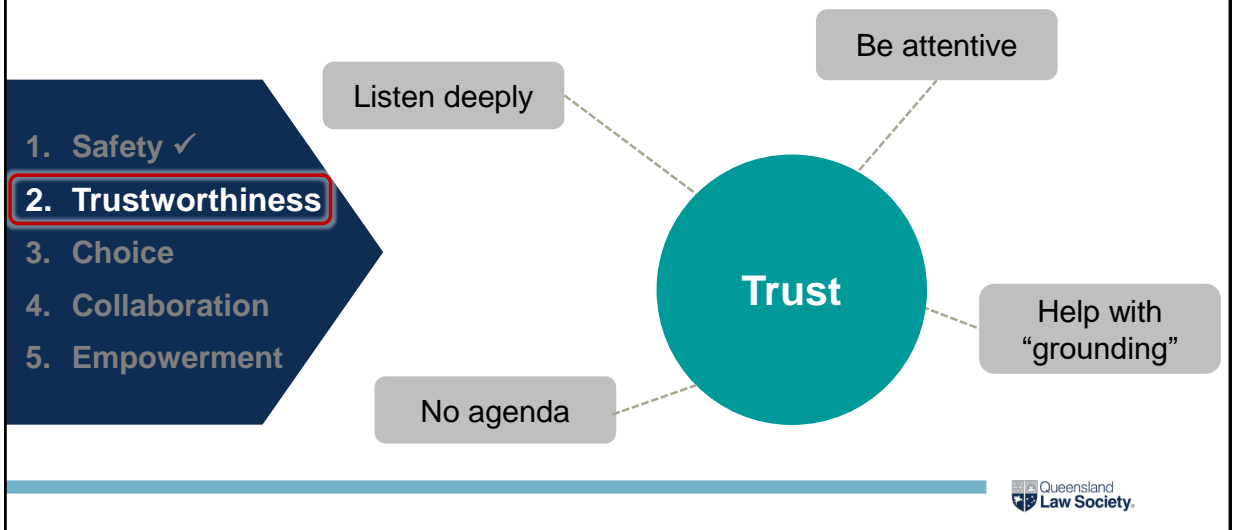 Be attentive
Listen deeply
1. Safety ✓
2. Trustworthiness
3. Choice
4. Collaboration
5. Empowerment
Trust
Help with
“grounding”
No agenda
Queensland
Law Society.